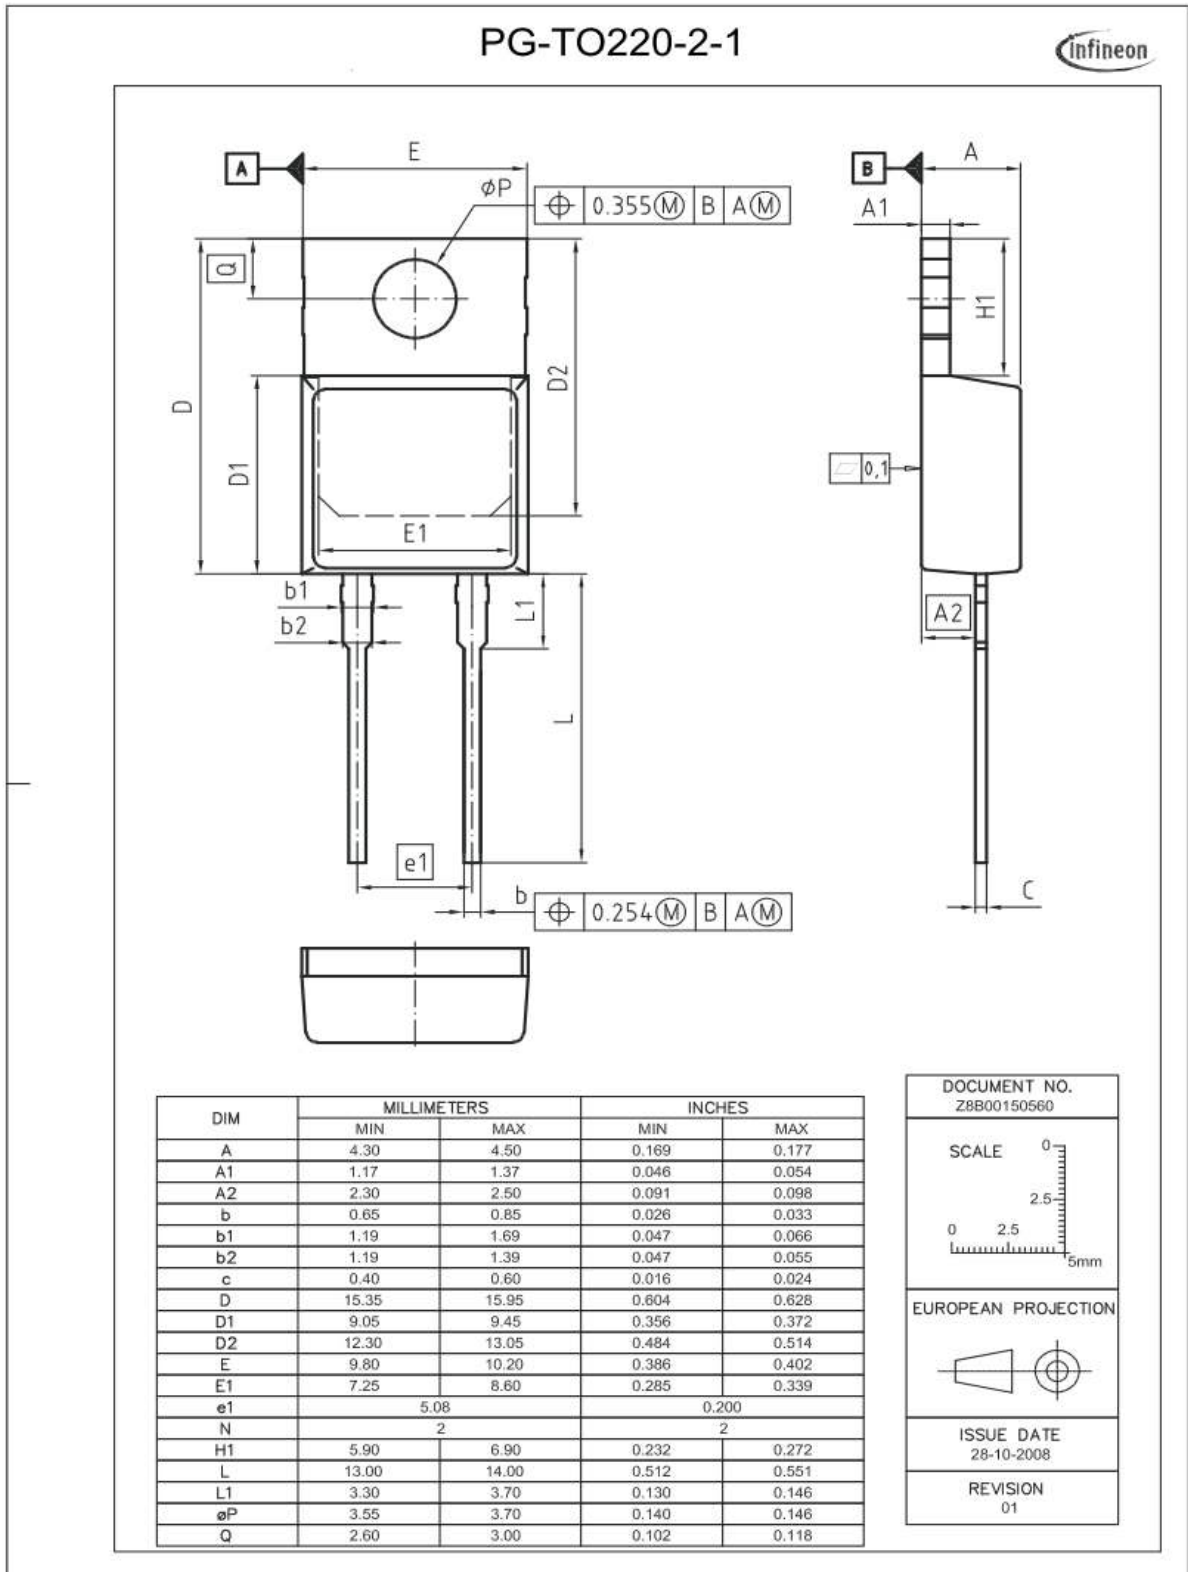 PG-TO220-2-1
infineon
A
E
B
A
øP
0.355Ⓜ B AⓂ
A1
Q
H1
D2
D
D1
0,1
E1
b1
L1
b2
A2
L
e1
b
0.254Ⓜ B AⓂ
C
DIM MILLIMETERS INCHES
MIN MAX MIN MAX
A 4.30 4.50 0.169 0.177
A1 1.17 1.37 0.046 0.054
A2 2.30 2.50 0.091 0.098
b 0.65 0.85 0.026 0.033
b1 1.19 1.69 0.047 0.066
b2 1.19 1.39 0.047 0.055
c 0.40 0.60 0.016 0.024
D 15.35 15.95 0.604 0.628
D1 9.05 9.45 0.356 0.372
D2 12.30 13.05 0.484 0.514
E 9.80 10.20 0.386 0.402
E1 7.25 8.60 0.285 0.339
e1 5.08 0.200
N 2 2
H1 5.90 6.90 0.232 0.272
L 13.00 14.00 0.512 0.551
L1 3.30 3.70 0.130 0.146
øP 3.55 3.70 0.140 0.146
Q 2.60 3.00 0.102 0.118
DOCUMENT NO.
Z8B00150560
SCALE 0
2.5
0 2.5
5mm
EUROPEAN PROJECTION
ISSUE DATE
28-10-2008
REVISION
01